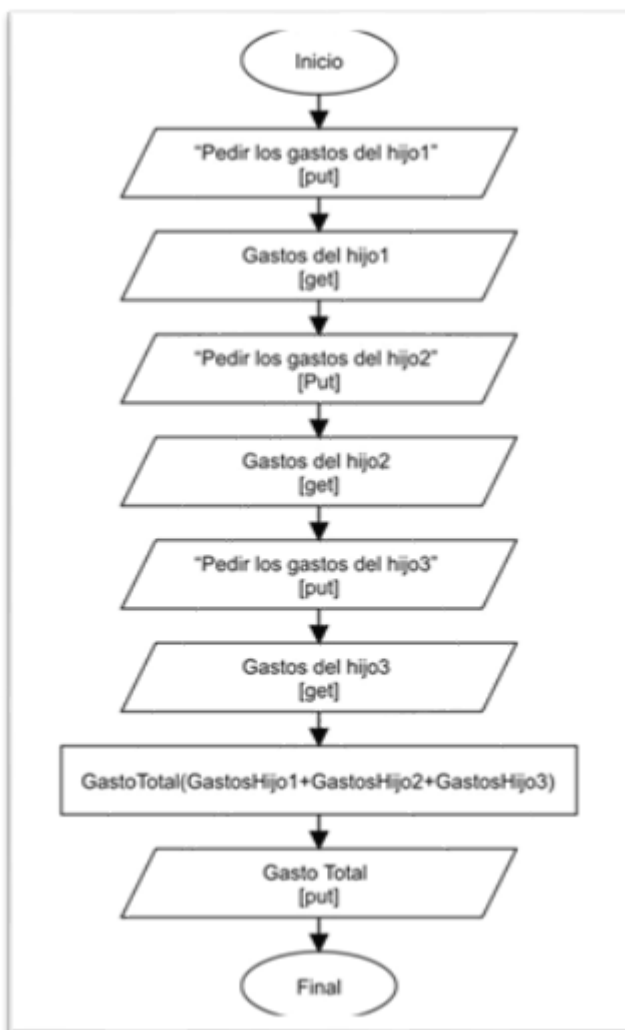 Inicio
“Pedir los gastos del hijo1”
[put]
Gastos del hijo1
[get]
“Pedir los gastos del hijo2”
[Put]
Gastos del hijo2
[get]
“Pedir los gastos del hijo3”
[put]
Gastos del hijo3
[get]
GastoTotal(GastosHijo1+GastosHijo2+GastosHijo3)
Gasto Total
[put]
Final